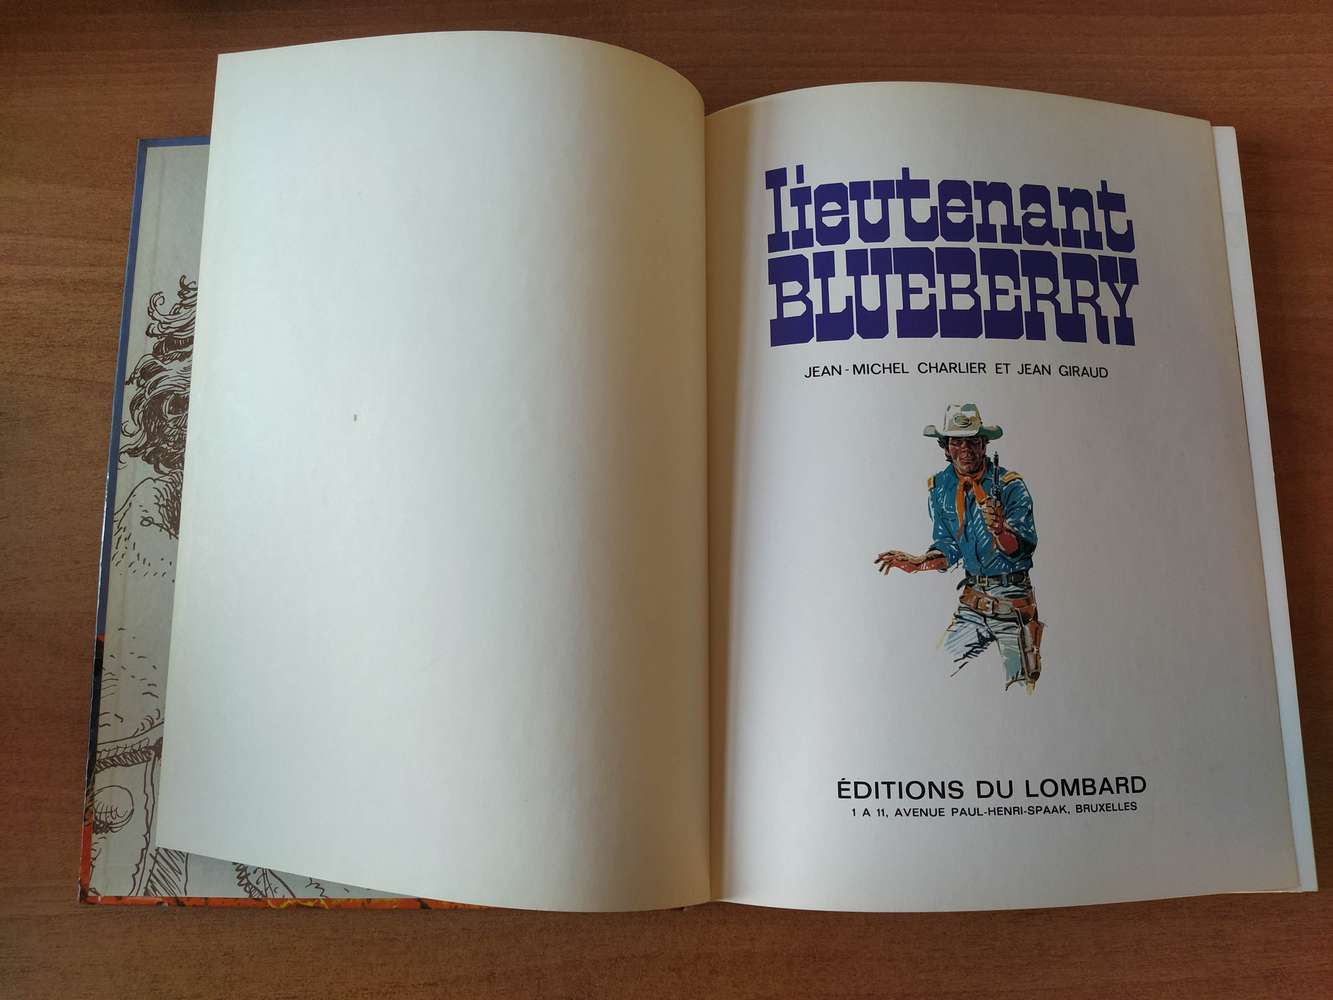 lieutenant
BLUEBERRY
JEAN-MICHEL CHARLIER ET JEAN GIRAUD
ÉDITIONS DU LOMBARD
1 A 11, AVENUE PAUL-HENRI-SPAAK, BRUXELLES